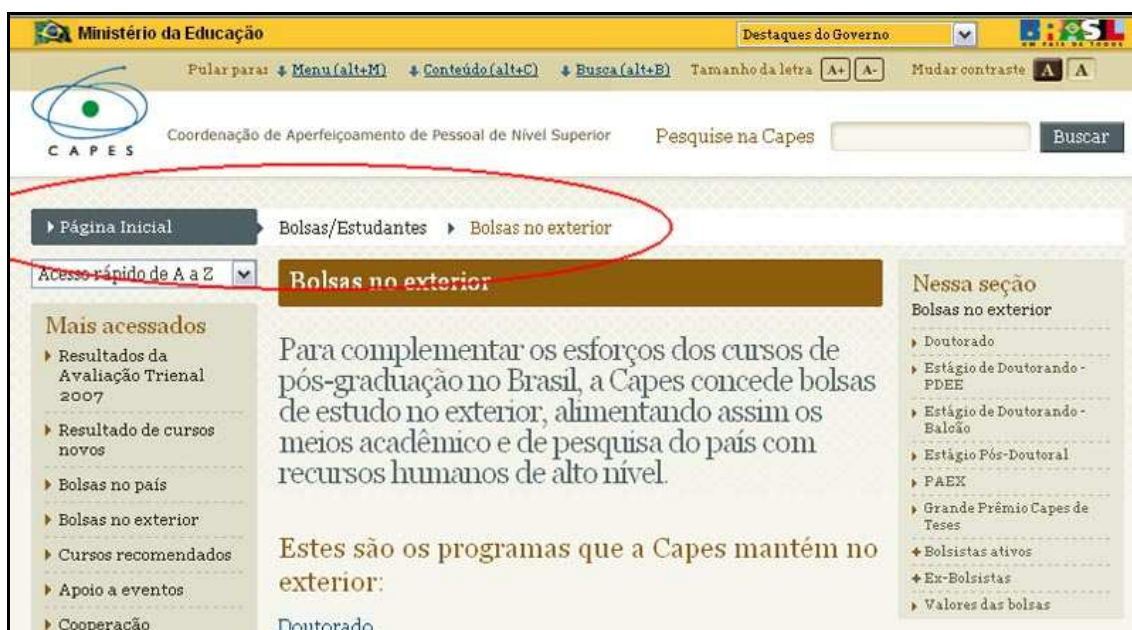 Ministério da Educação
Destaques do Governo
BRASIL
UM PAÍS DE TODOS
Pular para: Menu (alt+M) Conteúdo (alt+C) Busca (alt+B) Tamanho da letra A+ A- Mudar contraste A A
CAPES
Coordenação de Aperfeiçoamento de Pessoal de Nível Superior
Pesquise na Capes
Buscar
Página Inicial
Bolsas/Estudantes
Bolsas no exterior
Acesso rápido de A a Z
Mais acessados
Resultados da
Avaliação Trienal
2007
Resultado de cursos
novos
Bolsas no país
Bolsas no exterior
Cursos recomendados
Apoio a eventos
Cooperação
Bolsas no exterior
Para complementar os esforços dos cursos de
pós-graduação no Brasil, a Capes concede bolsas
de estudo no exterior, alimentando assim os
meios acadêmico e de pesquisa do país com
recursos humanos de alto nível.
Estes são os programas que a Capes mantém no
exterior:
Doutorado
Nessa seção
Bolsas no exterior
Doutorado
Estágio de Doutorando -
PDEE
Estágio de Doutorando -
Balcão
Estágio Pós-Doutoral
PAEX
Grande Prêmio Capes de
Teses
Bolsistas ativos
Ex-Bolsistas
Valores das bolsas